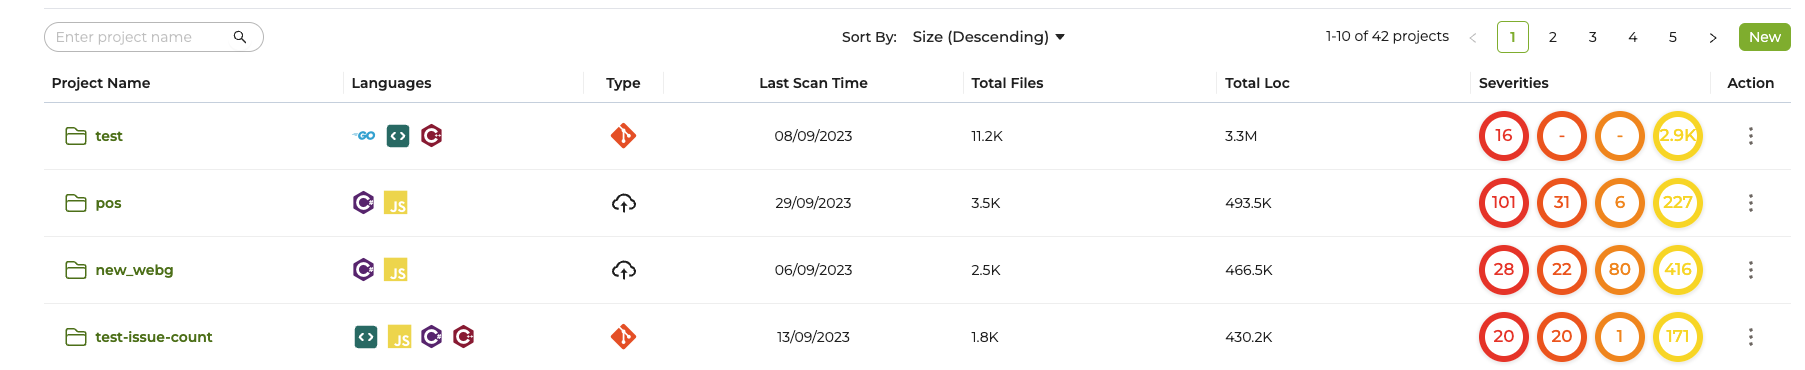 Enter project name
Sort By: Size (Descending)
1-10 of 42 projects < 1 2 3 4 5 > New
Project Name Languages Type Last Scan Time Total Files Total Loc Severities Action
test GO <> C++ 08/09/2023 11.2K 3.3M 16 - - 2.9K
pos C# JS 29/09/2023 3.5K 493.5K 101 31 6 227
new_webg C# JS 06/09/2023 2.5K 466.5K 28 22 80 416
test-issue-count <> JS C# C++ 13/09/2023 1.8K 430.2K 20 20 1 171